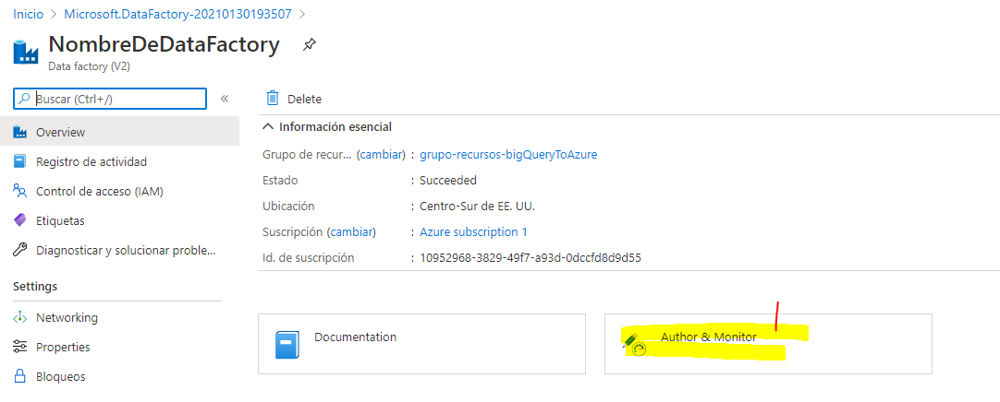 Inicio > Microsoft.DataFactory-20210130193507 >
NombreDeDataFactory
Data factory (V2)
Buscar (Ctrl+/)
«
Delete
Overview
Registro de actividad
Control de acceso (IAM)
Etiquetas
Diagnosticar y solucionar proble...
Settings
Networking
Properties
Bloqueos
Información esencial
Grupo de recur... (cambiar) : grupo-recursos-bigQueryToAzure
Estado : Succeeded
Ubicación : Centro-Sur de EE. UU.
Suscripción (cambiar) : Azure subscription 1
Id. de suscripción : 10952968-3829-49f7-a93d-0dccfd8d9d55
Documentation
Author & Monitor